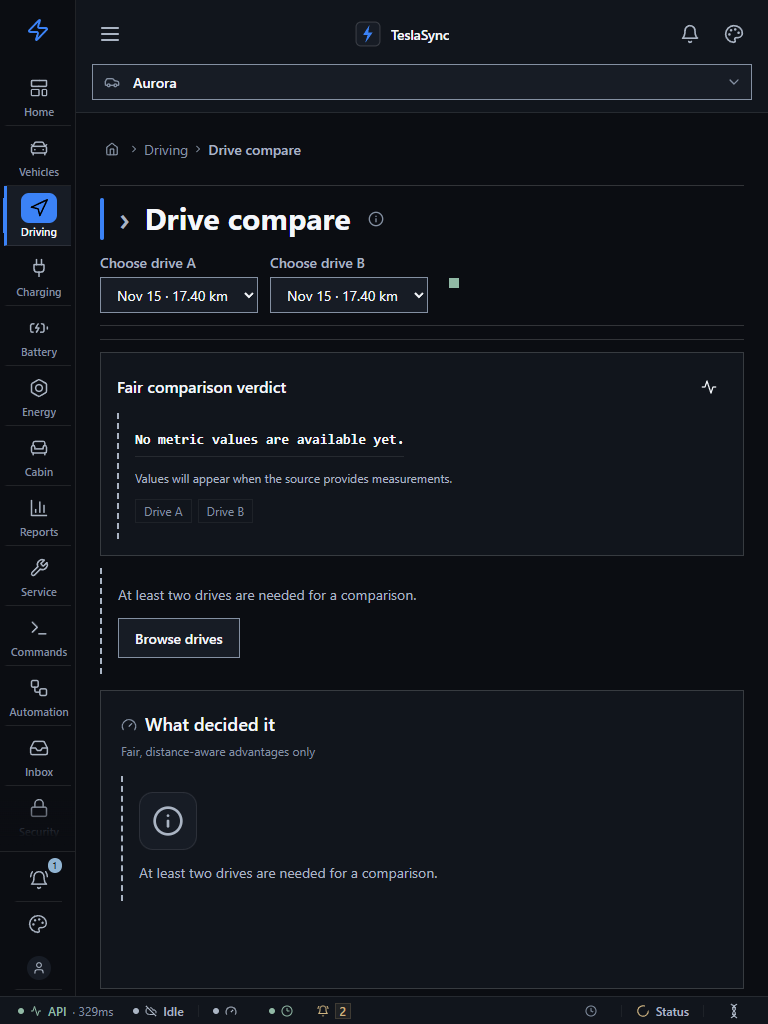 TeslaSync
Aurora
Home
Vehicles
Driving
Charging
Battery
Energy
Cabin
Reports
Service
Commands
Automation
Inbox
Security
1
Driving > Drive compare
› Drive compare
Choose drive A
Choose drive B
Nov 15 · 17.40 km
Nov 15 · 17.40 km
Fair comparison verdict
No metric values are available yet.
Values will appear when the source provides measurements.
Drive A
Drive B
At least two drives are needed for a comparison.
Browse drives
What decided it
Fair, distance-aware advantages only
At least two drives are needed for a comparison.
API · 329ms
Idle
2
Status